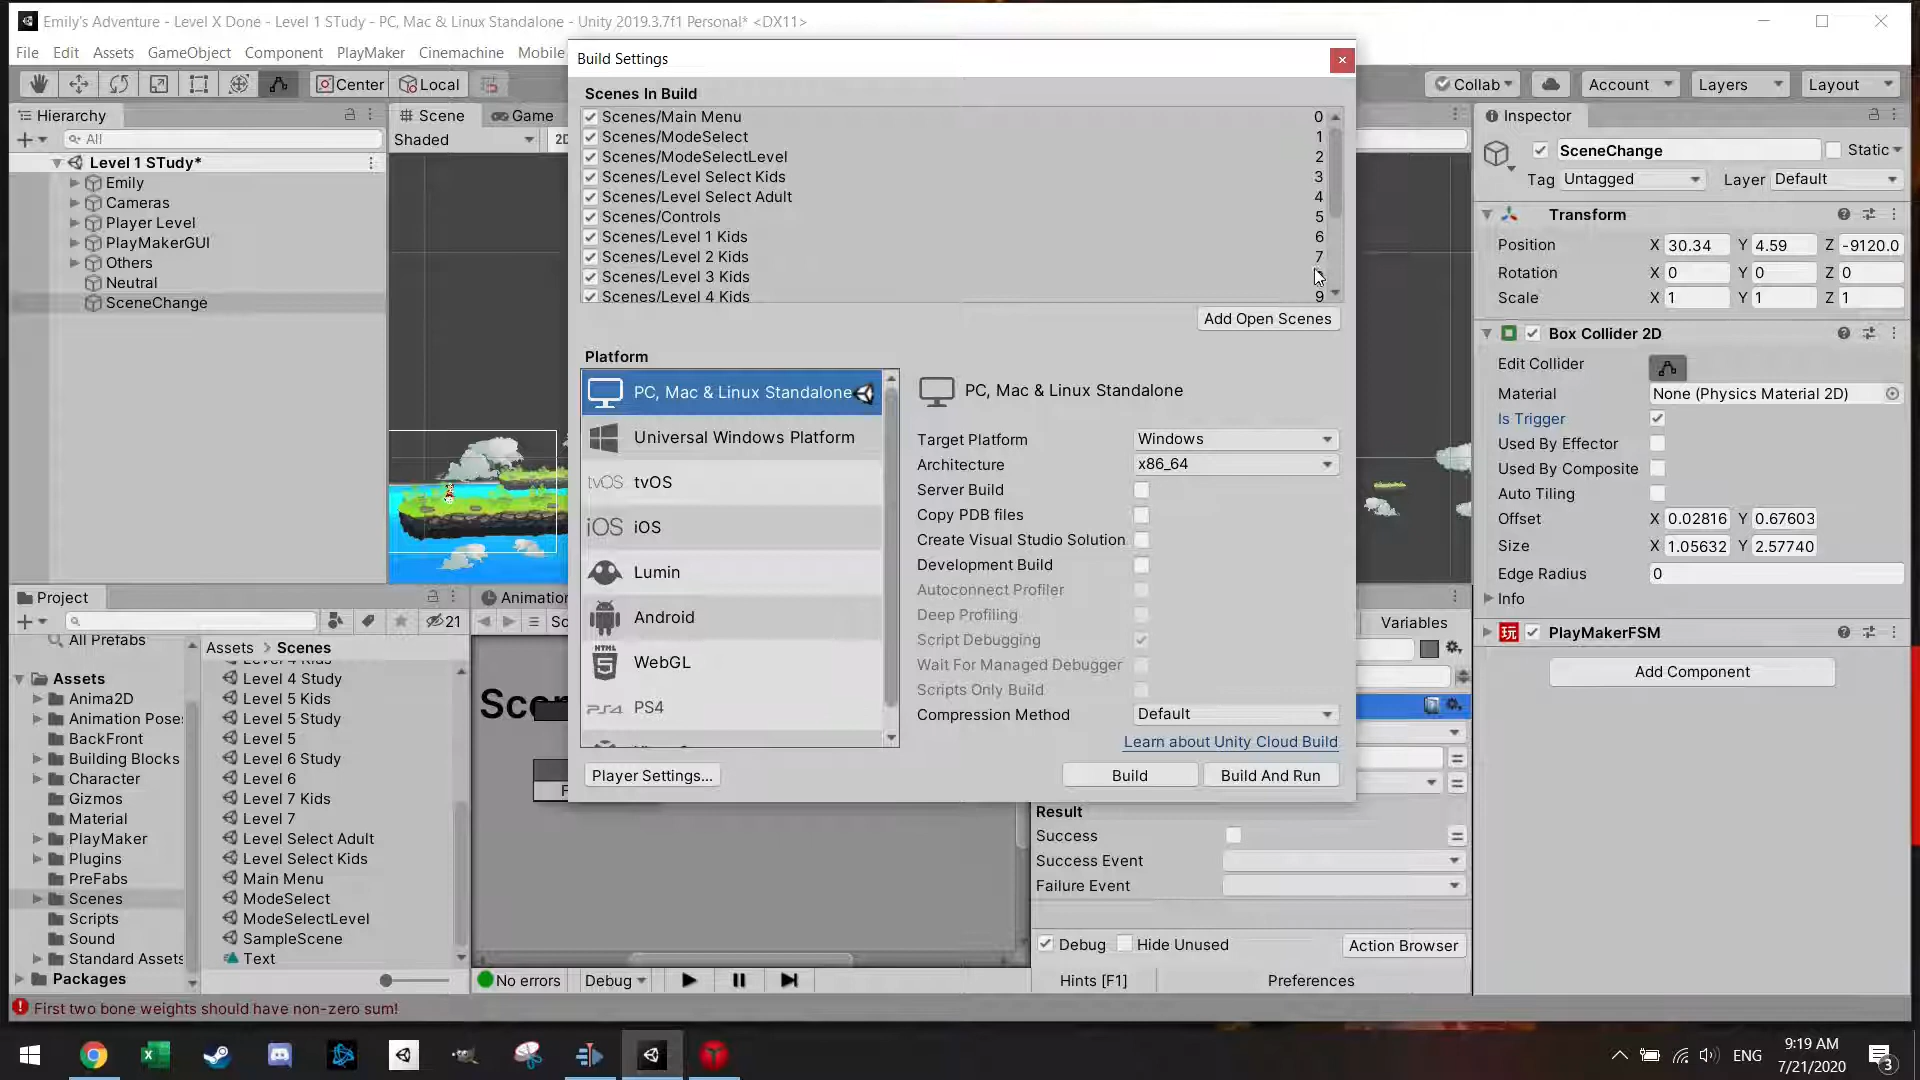 Emily's Adventure - Level X Done - Level 1 STudy - PC, Mac & Linux Standalone - Unity 2019.3.7f1 Personal* <DX11>
File Edit Assets GameObject Component PlayMaker Cinemachine Mobile
Center Local
Collab Account Layers Layout
Hierarchy
All
Level 1 STudy*
Emily
Cameras
Player Level
PlayMakerGUI
Others
Neutral
SceneChange
Scene Game
Shaded 2D
Build Settings
Scenes In Build
Scenes/Main Menu 0
Scenes/ModeSelect 1
Scenes/ModeSelectLevel 2
Scenes/Level Select Kids 3
Scenes/Level Select Adult 4
Scenes/Controls 5
Scenes/Level 1 Kids 6
Scenes/Level 2 Kids 7
Scenes/Level 3 Kids
Scenes/Level 4 Kids 9
Add Open Scenes
Platform
PC, Mac & Linux Standalone
Universal Windows Platform
tvOS tvOS
iOS iOS
Lumin
Android
HTML 5 WebGL
PS4 PS4
PC, Mac & Linux Standalone
Target Platform Windows
Architecture x86_64
Server Build
Copy PDB files
Create Visual Studio Solution
Development Build
Autoconnect Profiler
Deep Profiling
Script Debugging
Wait For Managed Debugger
Scripts Only Build
Compression Method Default
Learn about Unity Cloud Build
Player Settings... Build Build And Run
Inspector
SceneChange Static
Tag Untagged Layer Default
Transform
Position X 30.34 Y 4.59 Z -9120.0
Rotation X 0 Y 0 Z 0
Scale X 1 Y 1 Z 1
Box Collider 2D
Edit Collider
Material None (Physics Material 2D)
Is Trigger
Used By Effector
Used By Composite
Auto Tiling
Offset X 0.02816 Y 0.67603
Size X 1.05632 Y 2.57740
Edge Radius 0
Info
玩 PlayMakerFSM
Add Component
Project
21
All Prefabs
Assets
Anima2D
Animation Pose
BackFront
Building Blocks
Character
Gizmos
Material
PlayMaker
Plugins
PreFabs
Scenes
Scripts
Sound
Standard Assets
Packages
Assets > Scenes
Level 4 Kids
Level 4 Study
Level 5 Kids
Level 5 Study
Level 5
Level 6 Study
Level 6
Level 7 Kids
Level 7
Level Select Adult
Level Select Kids
Main Menu
ModeSelect
ModeSelectLevel
SampleScene
Text
Animation
Sc
Sce
F
No errors Debug
Variables
Result
Success
Success Event
Failure Event
Debug Hide Unused Action Browser
Hints [F1] Preferences
First two bone weights should have non-zero sum!
ENG
9:19 AM
7/21/2020
3